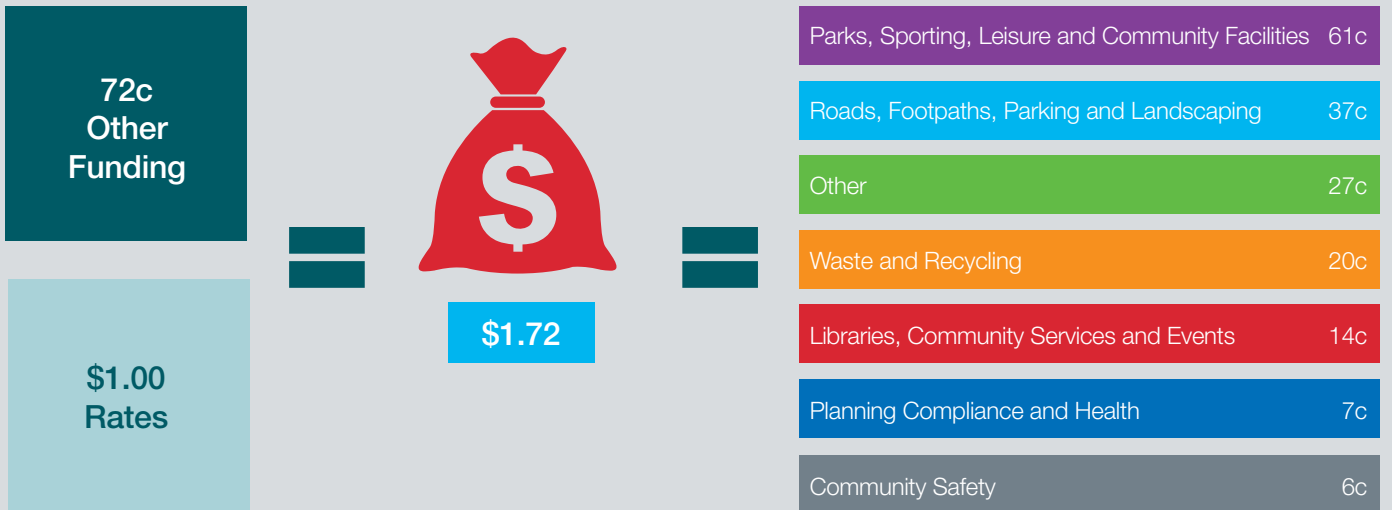 72c
Other
Funding
$1.00
Rates
$
$1.72
Parks, Sporting, Leisure and Community Facilities 61c
Roads, Footpaths, Parking and Landscaping 37c
Other 27c
Waste and Recycling 20c
Libraries, Community Services and Events 14c
Planning Compliance and Health 7c
Community Safety 6c